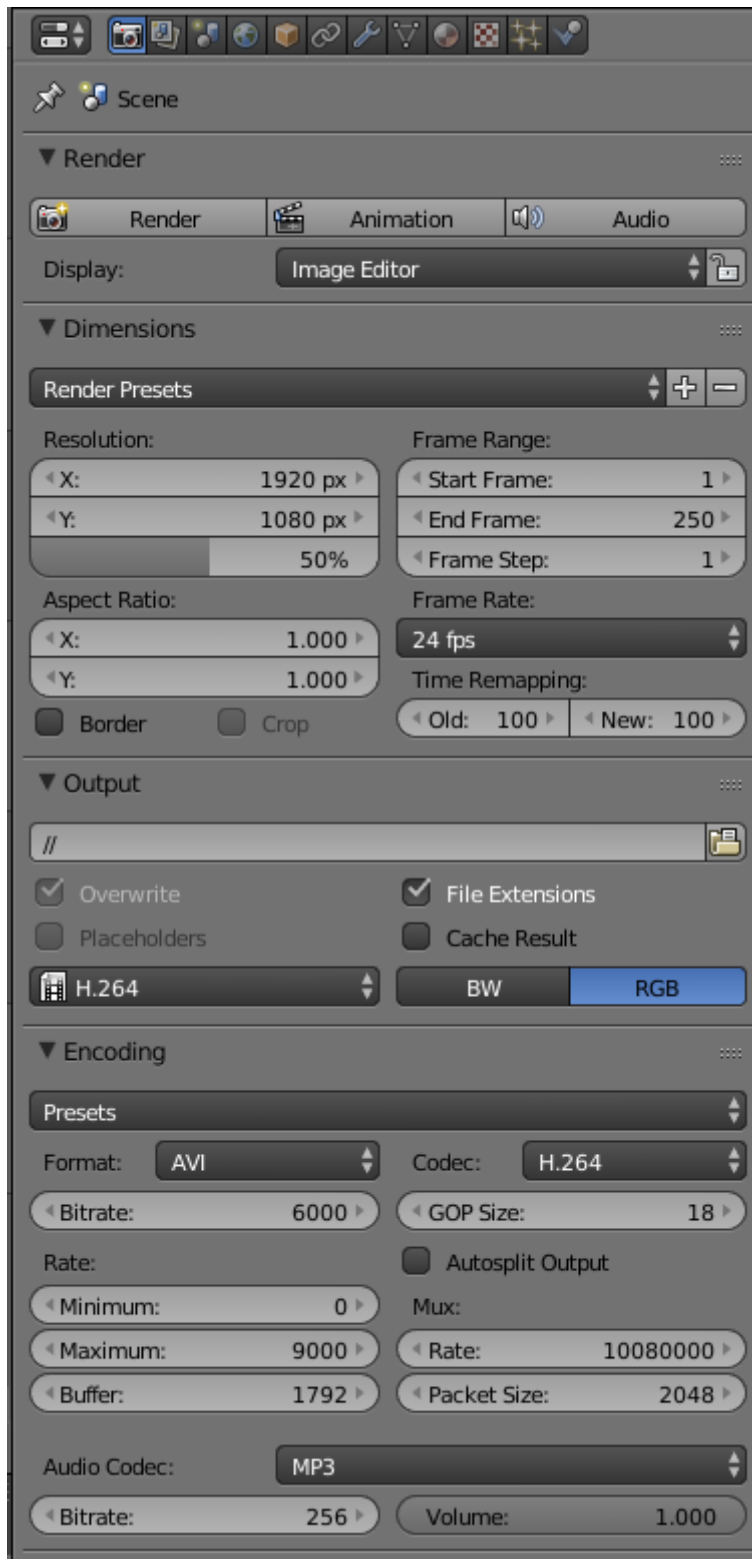 Scene
Render
Render Animation Audio
Display: Image Editor
Dimensions
Render Presets
Resolution: Frame Range:
X: 1920 px Start Frame: 1
Y: 1080 px End Frame: 250
50% Frame Step: 1
Aspect Ratio: Frame Rate:
X: 1.000 24 fps
Y: 1.000 Time Remapping:
Border Crop Old: 100 New: 100
Output
//
Overwrite File Extensions
Placeholders Cache Result
H.264 BW RGB
Encoding
Presets
Format: AVI Codec: H.264
Bitrate: 6000 GOP Size: 18
Rate: Autosplit Output
Minimum: 0 Mux:
Maximum: 9000 Rate: 10080000
Buffer: 1792 Packet Size: 2048
Audio Codec: MP3
Bitrate: 256 Volume: 1.000